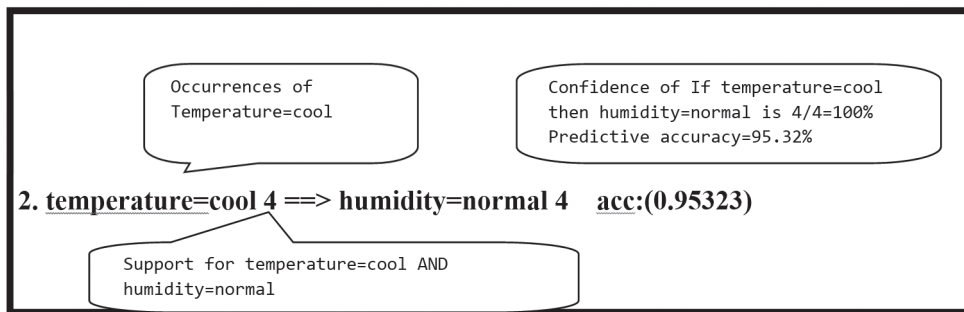 Occurrences of
Temperature=cool
Confidence of If temperature=cool
then humidity=normal is 4/4=100%
Predictive accuracy=95.32%
2. temperature=cool 4 ==> humidity=normal 4 acc:(0.95323)
Support for temperature=cool AND
humidity=normal